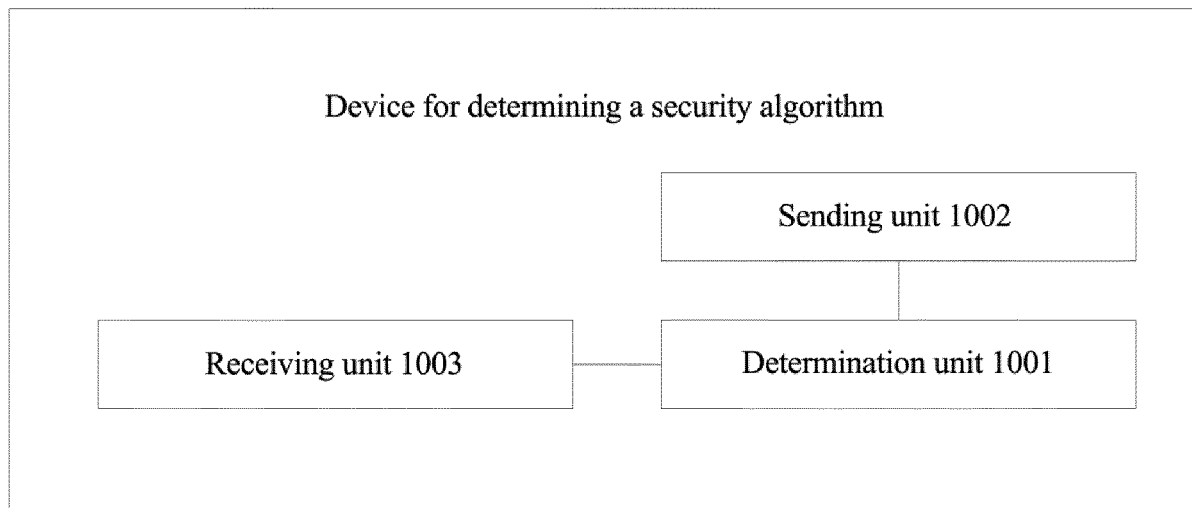 Device for determining a security algorithm
Sending unit 1002
Receiving unit 1003
Determination unit 1001